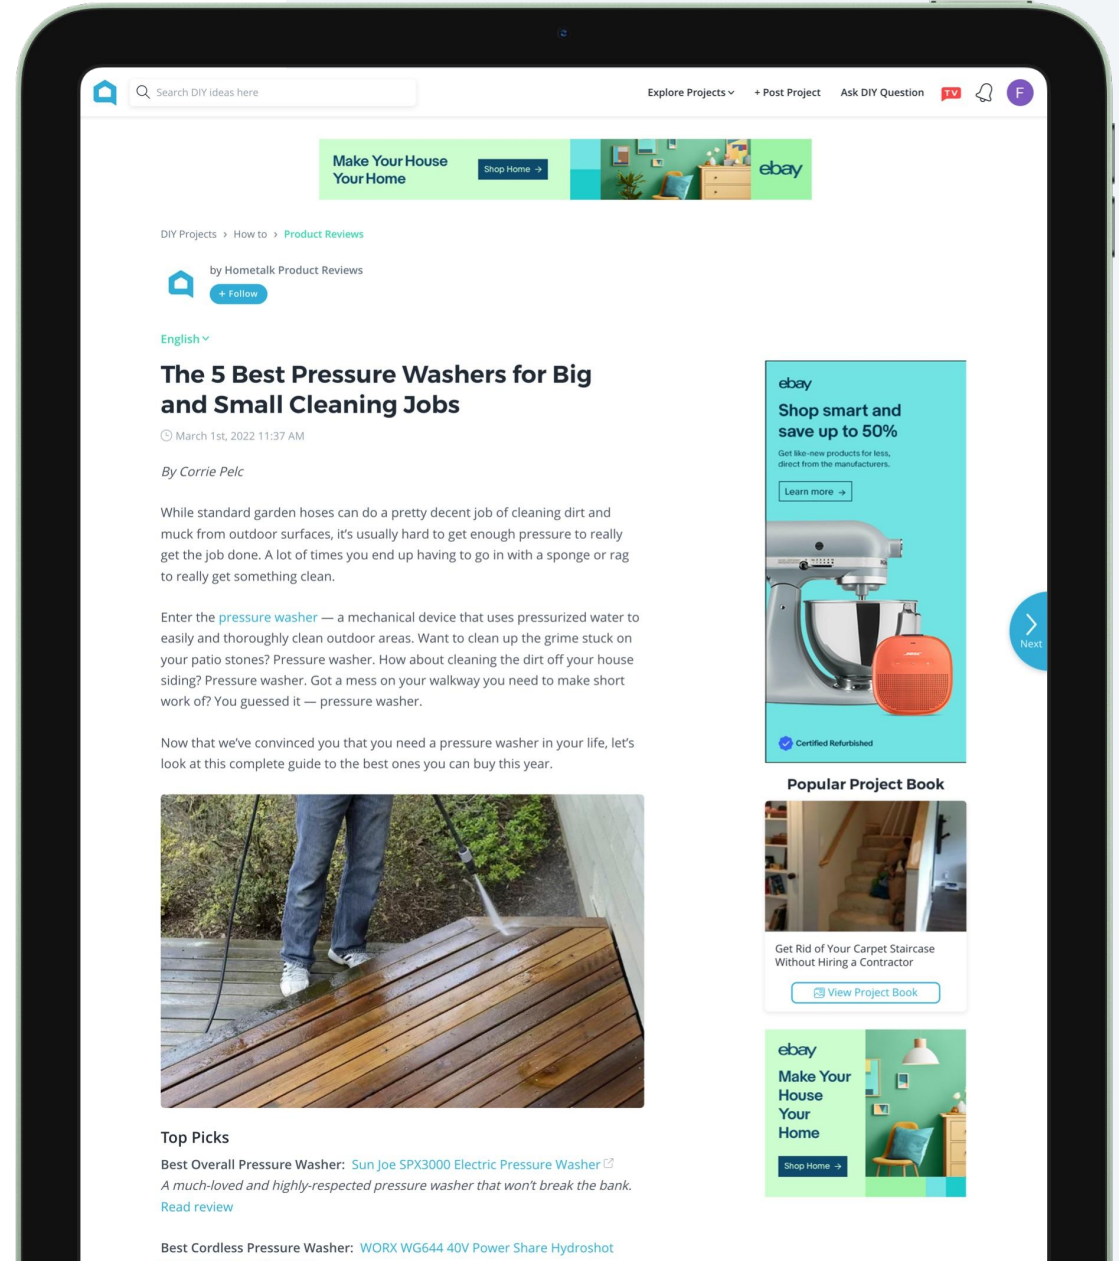 Search DIY ideas here
Explore Projects
+ Post Project
Ask DIY Question
TV
F
Make Your House
Your Home
Shop Home →
ebay
DIY Projects > How to > Product Reviews
by Hometalk Product Reviews
+ Follow
English
The 5 Best Pressure Washers for Big
and Small Cleaning Jobs
March 1st, 2022 11:37 AM
By Corrie Pelc
While standard garden hoses can do a pretty decent job of cleaning dirt and
muck from outdoor surfaces, it's usually hard to get enough pressure to really
get the job done. A lot of times you end up having to go in with a sponge or rag
to really get something clean.
Enter the pressure washer — a mechanical device that uses pressurized water to
easily and thoroughly clean outdoor areas. Want to clean up the grime stuck on
your patio stones? Pressure washer. How about cleaning the dirt off your house
siding? Pressure washer. Got a mess on your walkway you need to make short
work of? You guessed it — pressure washer.
Now that we've convinced you that you need a pressure washer in your life, let's
look at this complete guide to the best ones you can buy this year.
Top Picks
Best Overall Pressure Washer: Sun Joe SPX3000 Electric Pressure Washer
A much-loved and highly-respected pressure washer that won't break the bank.
Read review
Best Cordless Pressure Washer: WORX WG644 40V Power Share Hydroshot
ebay
Shop smart and
save up to 50%
Get like-new products for less,
direct from the manufacturers.
Learn more →
BOSE
Certified Refurbished
Next
Popular Project Book
Get Rid of Your Carpet Staircase
Without Hiring a Contractor
View Project Book
ebay
Make Your
House
Your
Home
Shop Home →